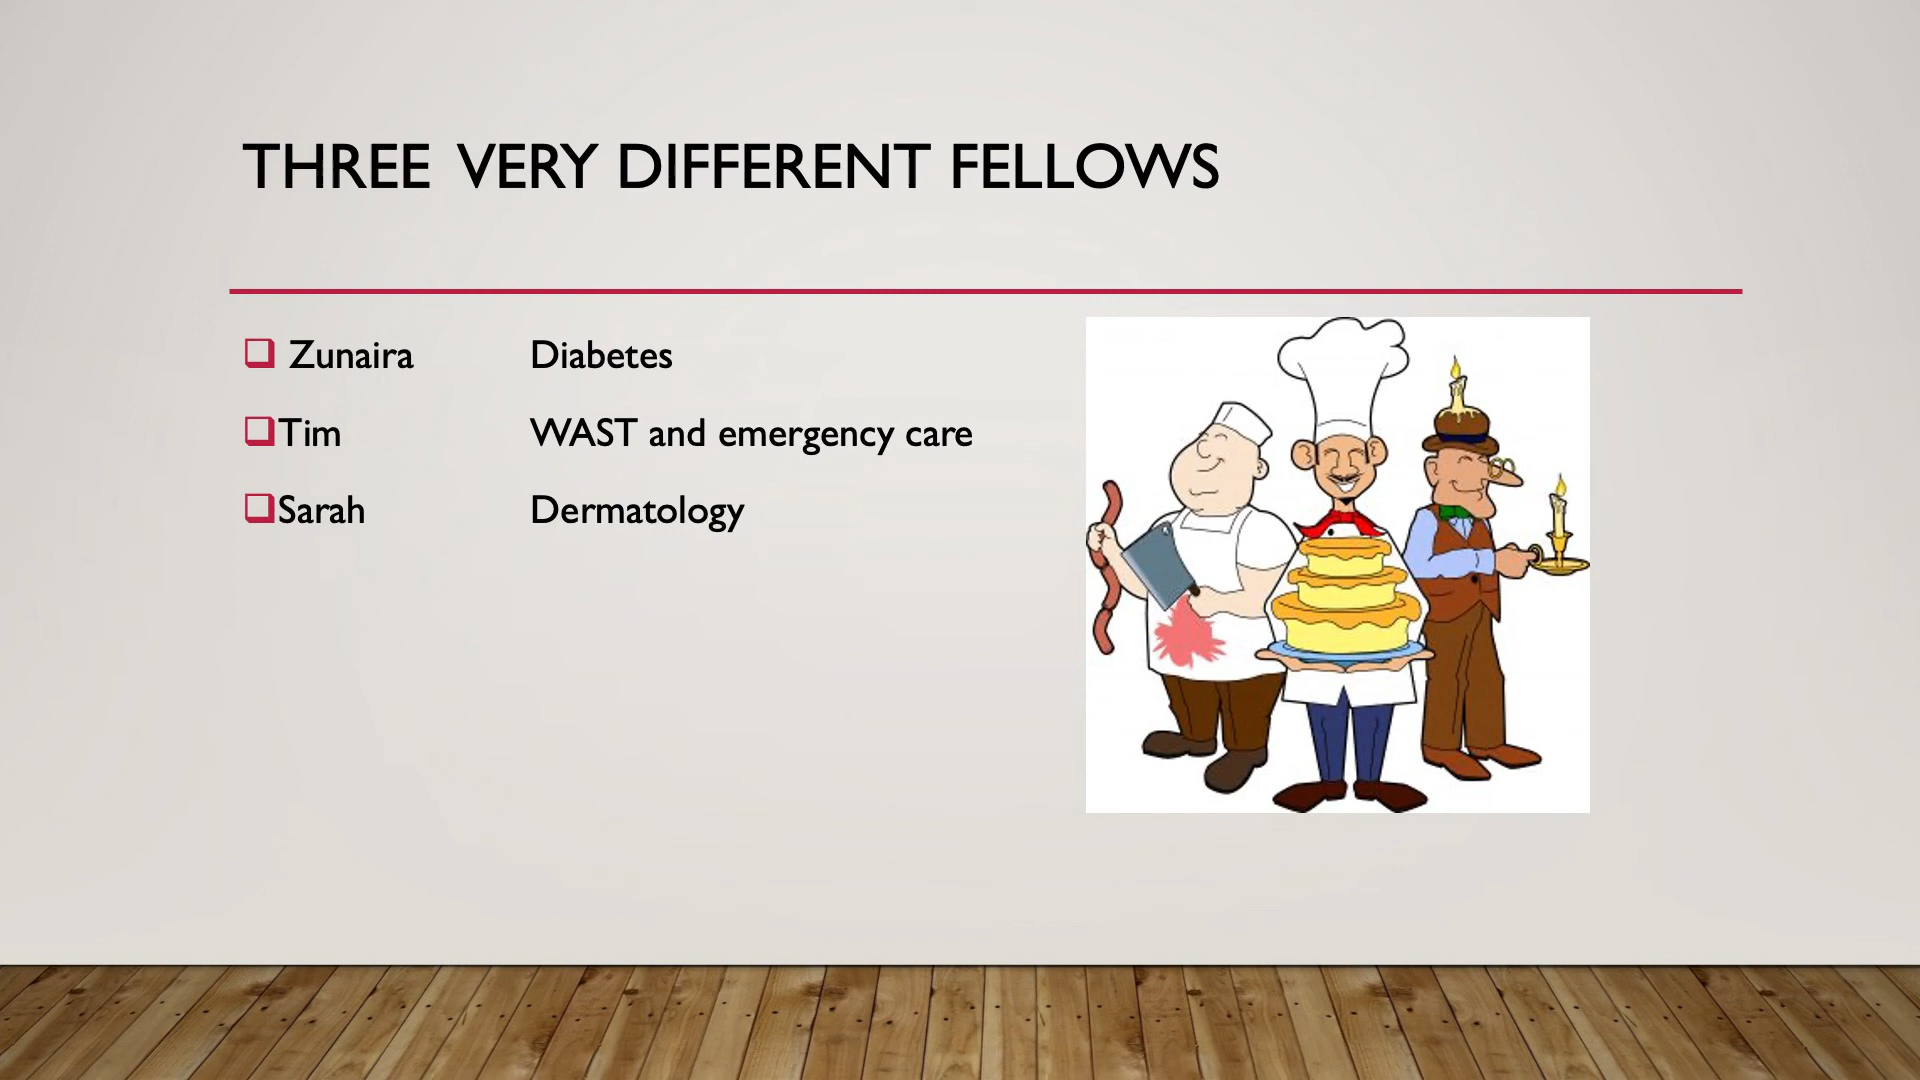 THREE VERY DIFFERENT FELLOWS
Zunaira Diabetes
Tim WAST and emergency care
Sarah Dermatology